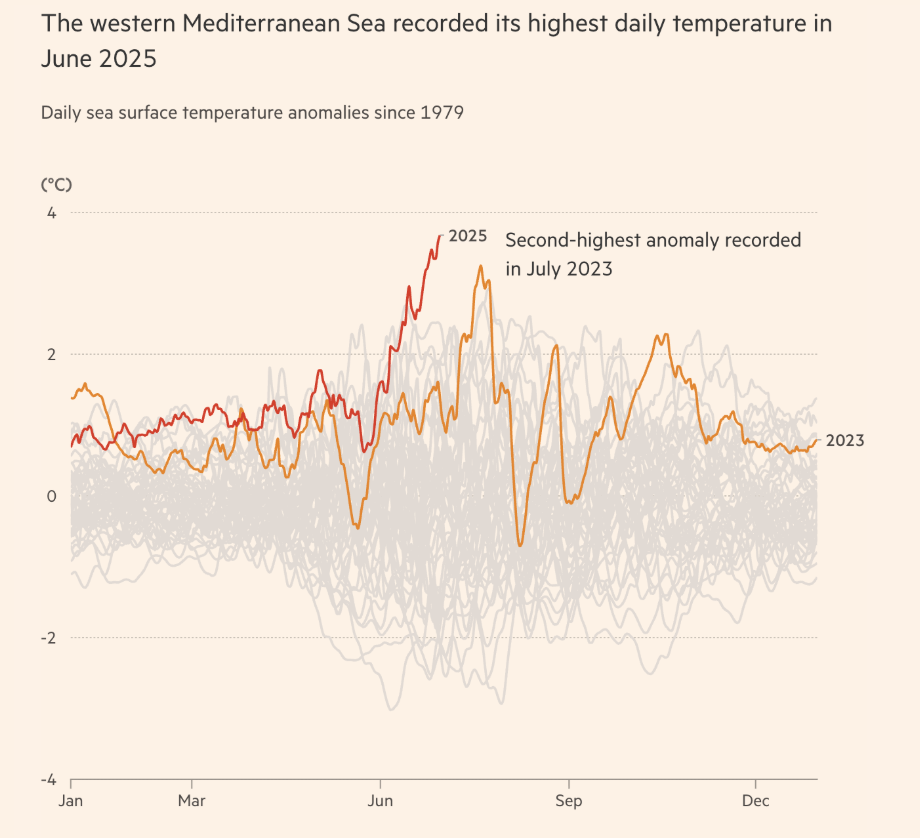 The western Mediterranean Sea recorded its highest daily temperature in
June 2025
Daily sea surface temperature anomalies since 1979
(°C)
4
2025
Second-highest anomaly recorded
in July 2023
2
2023
0
-2
-4
Jan
Mar
Jun
Sep
Dec